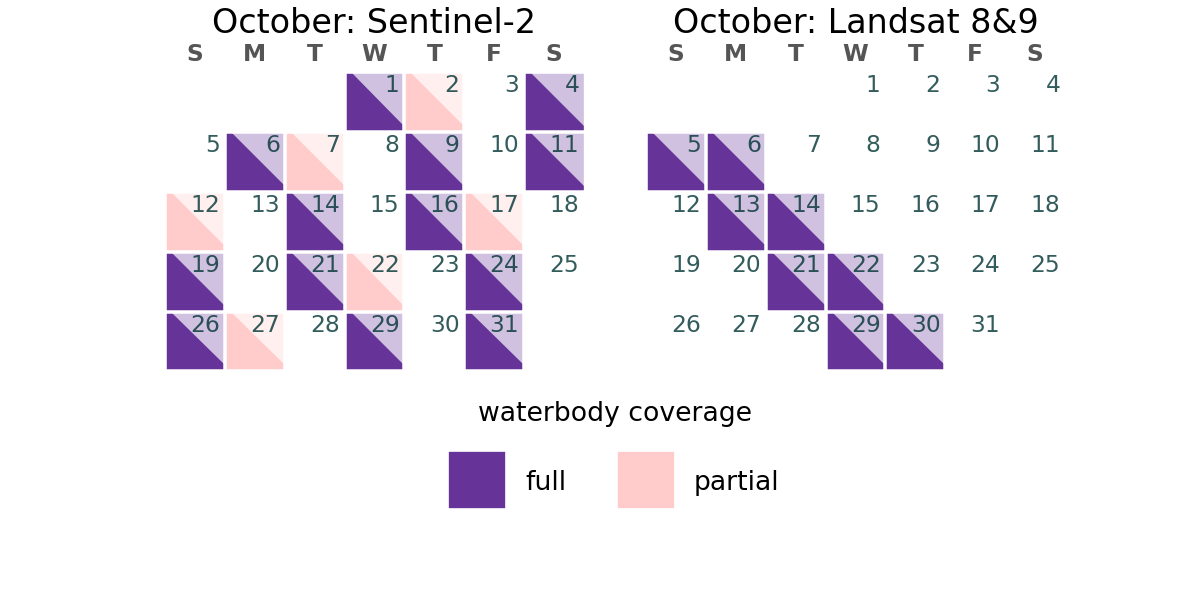 October: Sentinel-2
S M T W T F S
1 2 3 4
5 6 7 8 9 10 11
12 13 14 15 16 17 18
19 20 21 22 23 24 25
26 27 28 29 30 31
October: Landsat 8&9
S M T W T F S
1 2 3 4
5 6 7 8 9 10 11
12 13 14 15 16 17 18
19 20 21 22 23 24 25
26 27 28 29 30 31
waterbody coverage
full partial